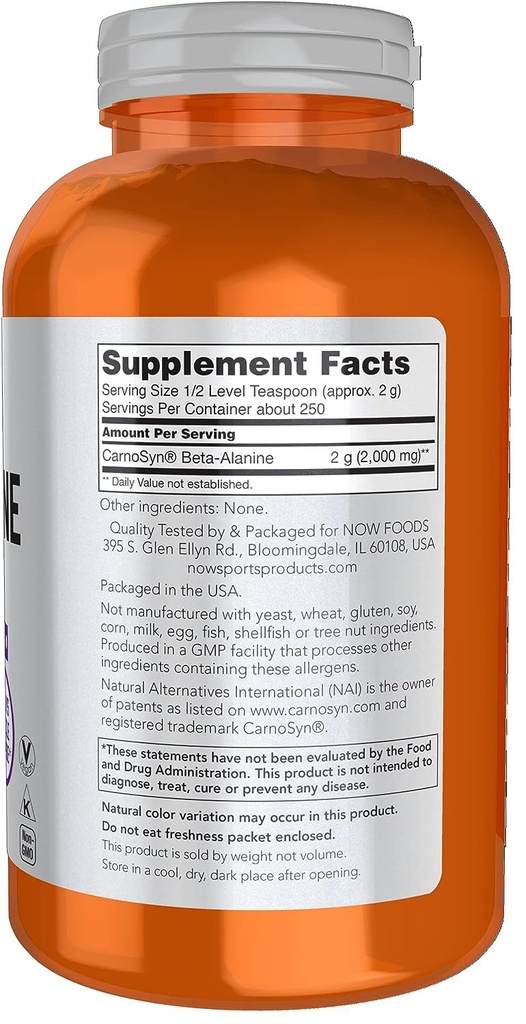 NE
Supplement Facts
Serving Size 1/2 Level Teaspoon (approx. 2 g)
Servings Per Container about 250
Amount Per Serving
CarnoSyn® Beta-Alanine 2 g (2,000 mg)**
** Daily Value not established.
Other ingredients: None.
Quality Tested by & Packaged for NOW FOODS
395 S. Glen Ellyn Rd., Bloomingdale, IL 60108, USA
nowsportsproducts.com
Packaged in the USA.
Not manufactured with yeast, wheat, gluten, soy,
corn, milk, egg, fish, shellfish or tree nut ingredients.
Produced in a GMP facility that processes other
ingredients containing these allergens.
Natural Alternatives International (NAI) is the owner
of patents as listed on www.carnosyn.com and
registered trademark CarnoSyn®.
*These statements have not been evaluated by the Food
and Drug Administration. This product is not intended to
diagnose, treat, cure or prevent any disease.
Natural color variation may occur in this product.
Do not eat freshness packet enclosed.
This product is sold by weight not volume.
Store in a cool, dry, dark place after opening.
V
K
Non-
GMO